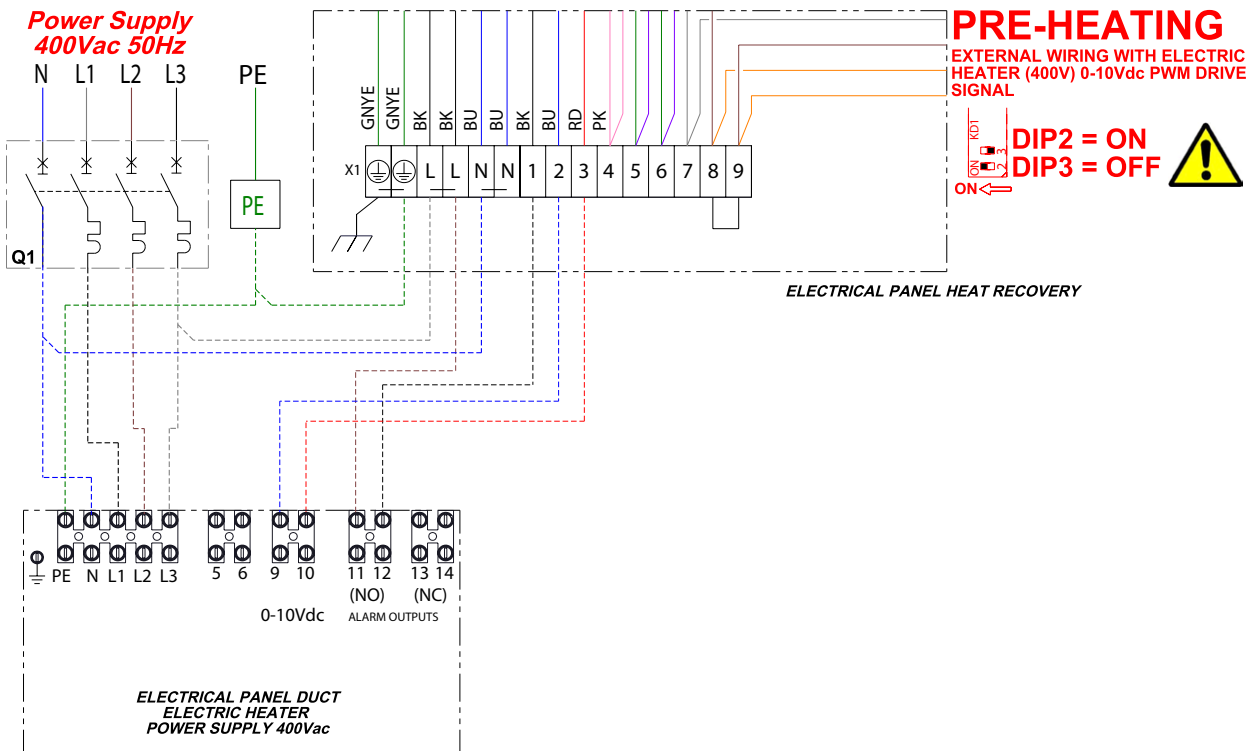 Power Supply
400Vac 50Hz
N L1 L2 L3 PE
PE
Q1
GNYE GNYE BK BK BU BU BK BU RD PK
X1 L L N N 1 2 3 4 5 6 7 8 9
PRE-HEATING
EXTERNAL WIRING WITH ELECTRIC
HEATER (400V) 0-10Vdc PWM DRIVE
SIGNAL
KD1
ON 2 3
ON
DIP2 = ON
DIP3 = OFF
ELECTRICAL PANEL HEAT RECOVERY
PE N L1 L2 L3 5 6 9 10 11 12 13 14
(NO) (NC)
0-10Vdc ALARM OUTPUTS
ELECTRICAL PANEL DUCT
ELECTRIC HEATER
POWER SUPPLY 400Vac